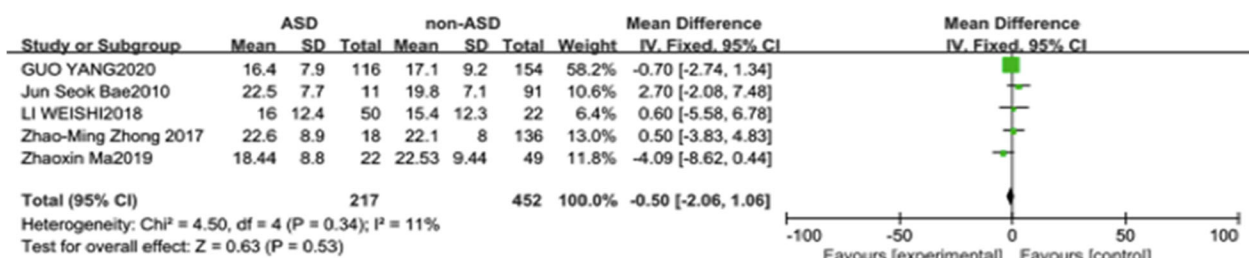 ASD non-ASD Mean Difference Mean Difference
Study or Subgroup Mean SD Total Mean SD Total Weight IV, Fixed, 95% CI IV, Fixed, 95% CI
GUO YANG2020 16.4 7.9 116 17.1 9.2 154 58.2% -0.70 [-2.74, 1.34]
Jun Seok Bae2010 22.5 7.7 11 19.8 7.1 91 10.6% 2.70 [-2.08, 7.48]
LI WEISHI2018 16 12.4 50 15.4 12.3 22 6.4% 0.60 [-5.58, 6.78]
Zhao-Ming Zhong 2017 22.6 8.9 18 22.1 8 136 13.0% 0.50 [-3.83, 4.83]
Zhaoxin Ma2019 18.44 8.8 22 22.53 9.44 49 11.8% -4.09 [-8.62, 0.44]
Total (95% CI) 217 452 100.0% -0.50 [-2.06, 1.06]
Heterogeneity: Chi² = 4.50, df = 4 (P = 0.34); I² = 11%
Test for overall effect: Z = 0.63 (P = 0.53)
-100 -50 0 50 100
Favours [experimental] Favours [control]